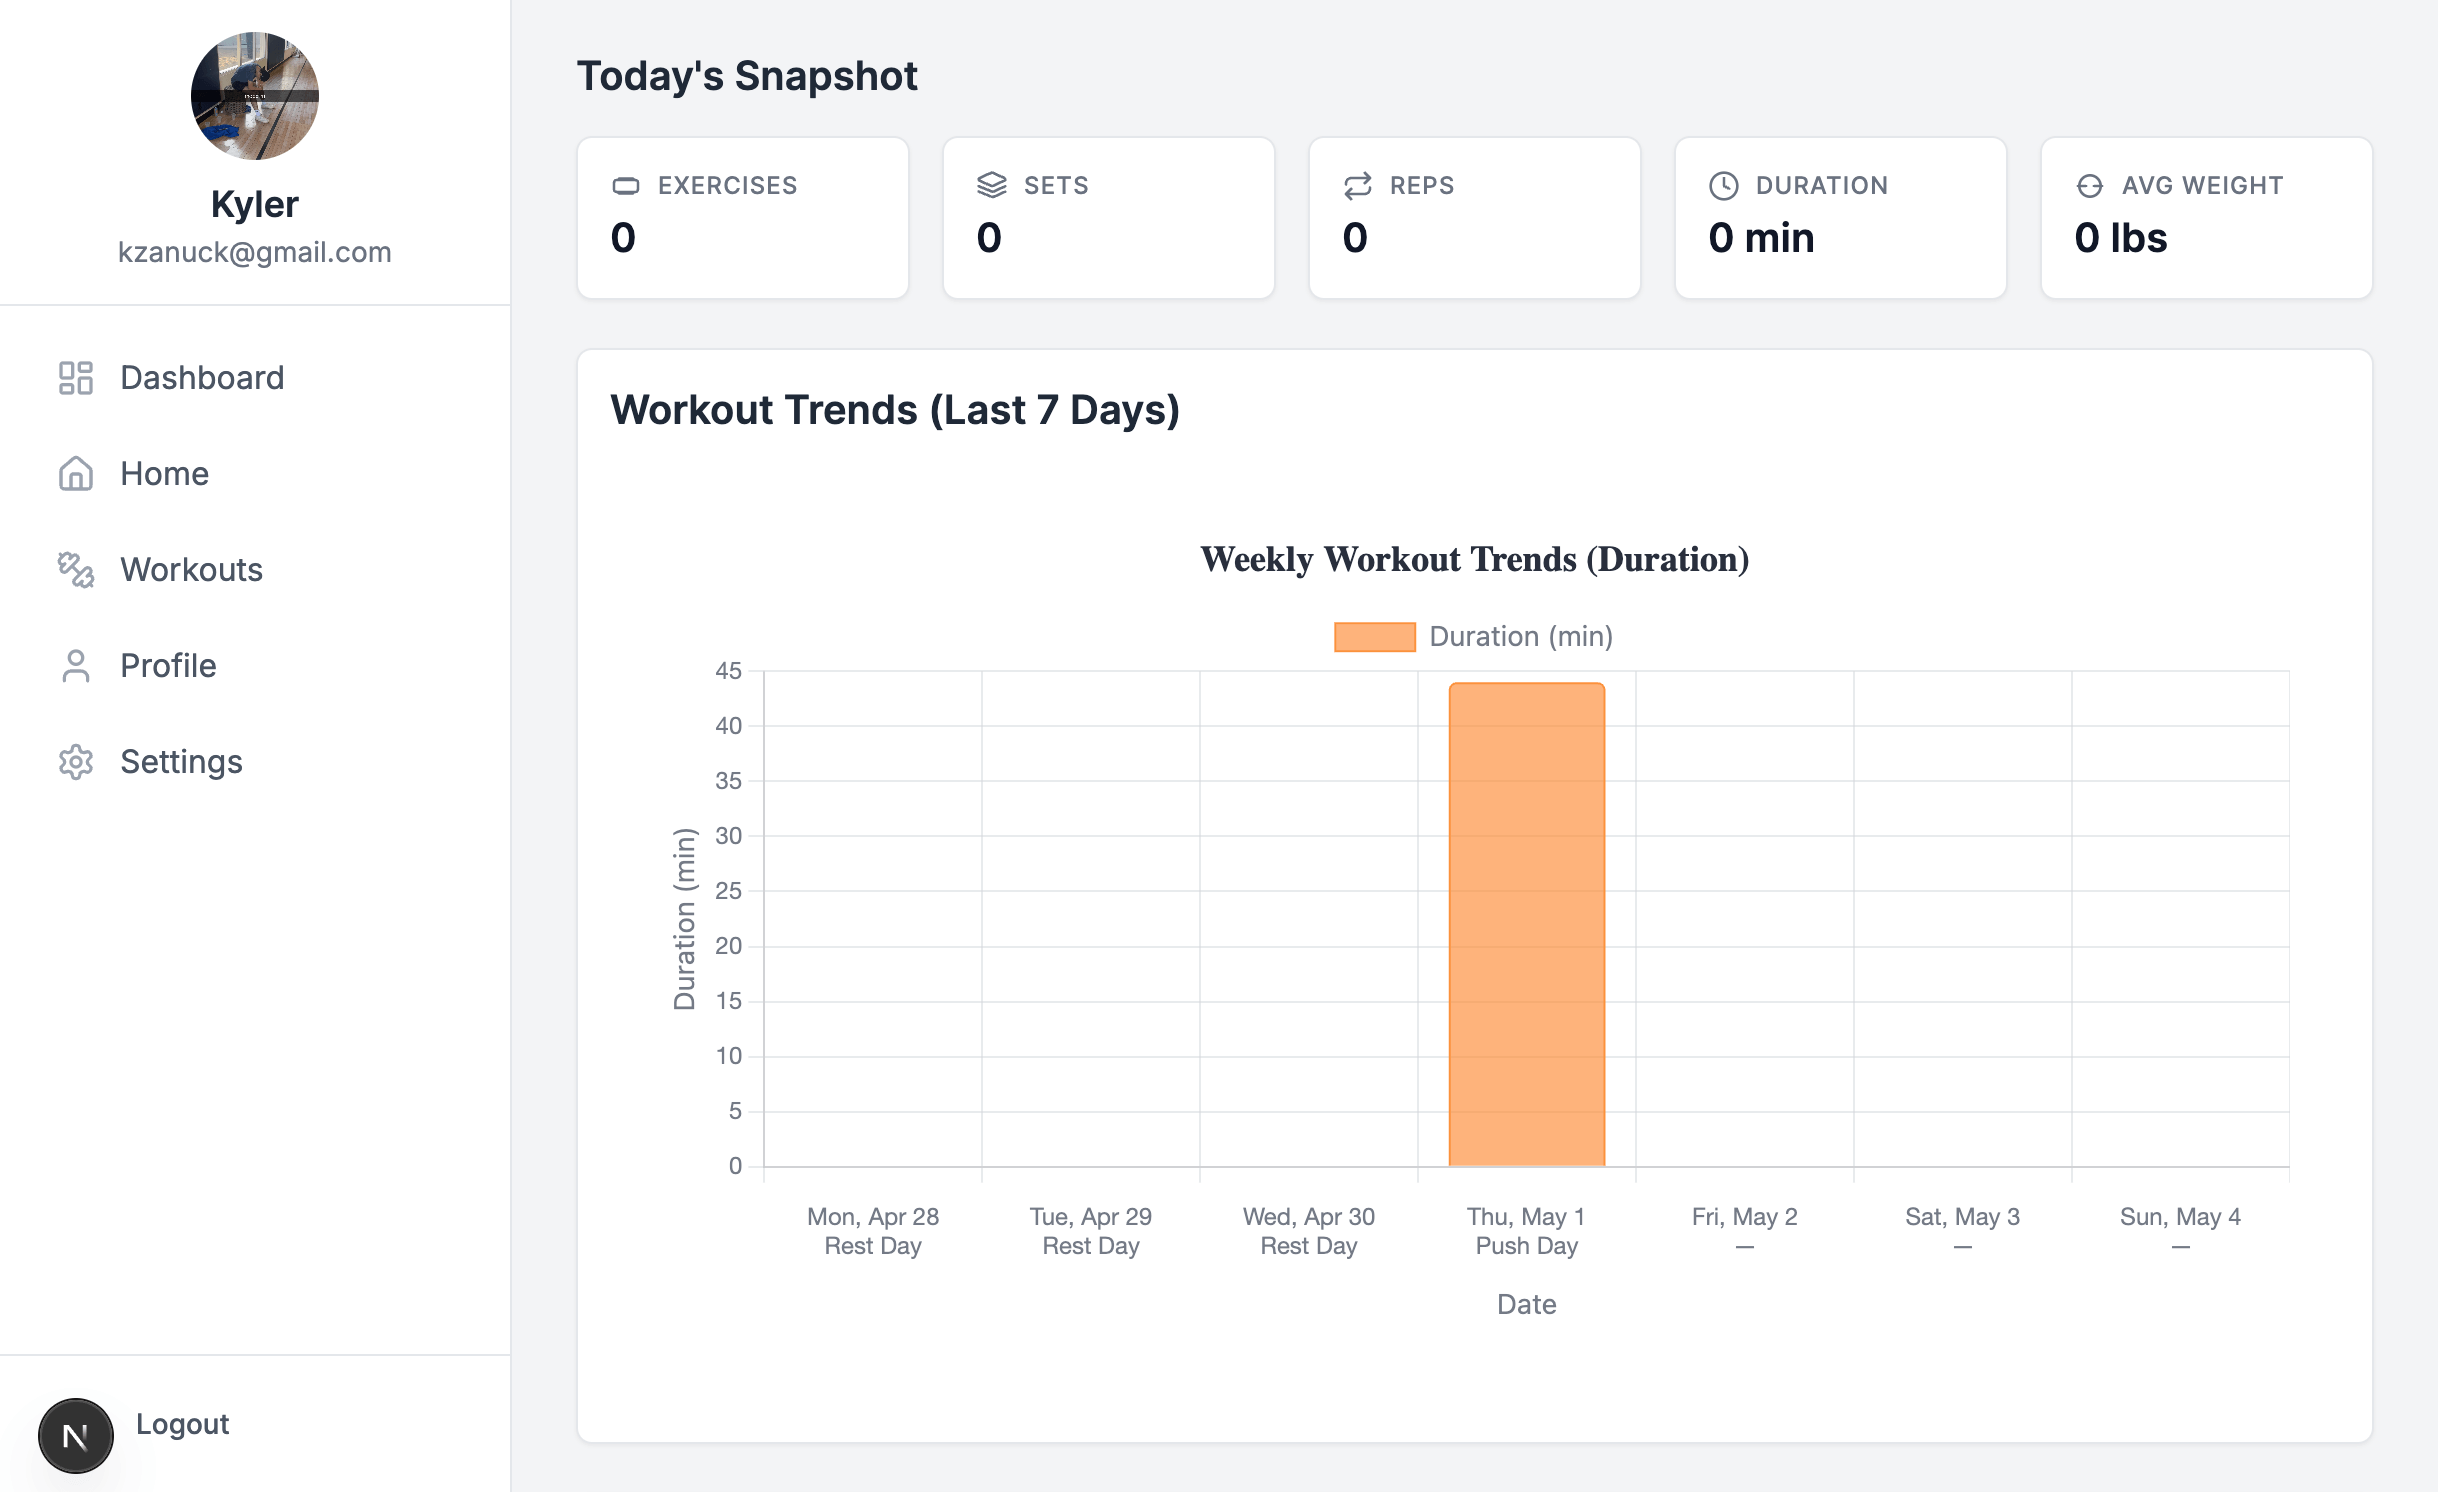 Kyler
kzanuck@gmail.com
Dashboard
Home
Workouts
Profile
Settings
N
Logout
Today's Snapshot
EXERCISES
0
SETS
0
REPS
0
DURATION
0 min
AVG WEIGHT
0 lbs
Workout Trends (Last 7 Days)
Weekly Workout Trends (Duration)
Duration (min)
Duration (min)
45
40
35
30
25
20
15
10
5
0
Mon, Apr 28
Rest Day
Tue, Apr 29
Rest Day
Wed, Apr 30
Rest Day
Thu, May 1
Push Day
Fri, May 2
—
Sat, May 3
—
Sun, May 4
—
Date